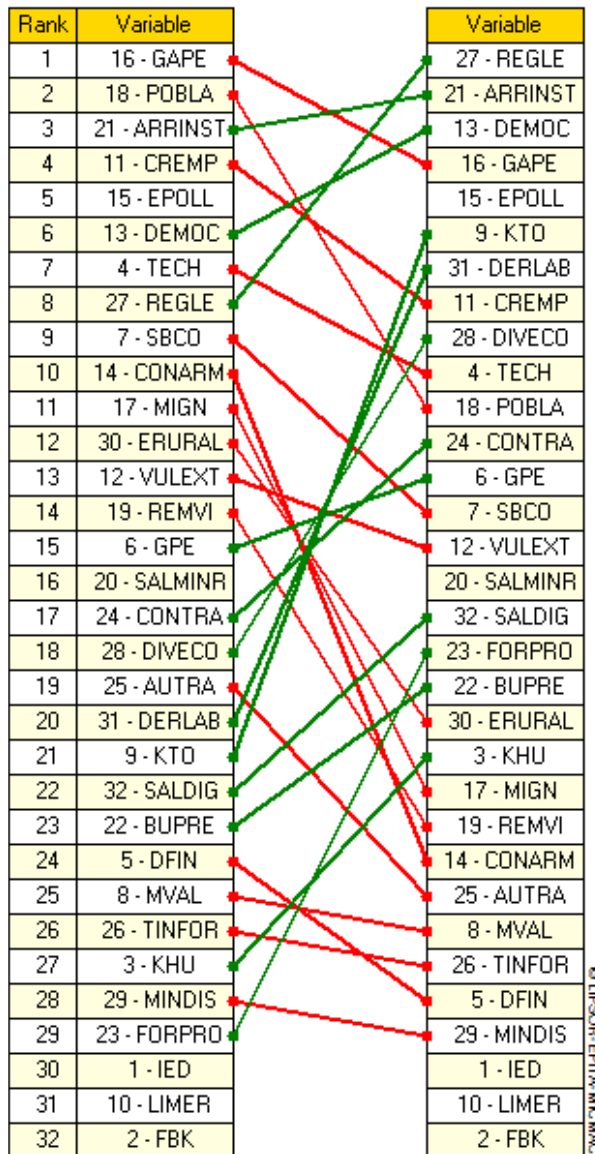 Rank Variable Variable
1 16 - GAPE 27 - REGLE
2 18 - POBLA 21 - ARRINST
3 21 - ARRINST 13 - DEMOC
4 11 - CREMP 16 - GAPE
5 15 - EPOLL 15 - EPOLL
6 13 - DEMOC 9 - KTO
7 4 - TECH 31 - DERLAB
8 27 - REGLE 11 - CREMP
9 7 - SBCO 28 - DIVECO
10 14 - CONARM 4 - TECH
11 17 - MIGN 18 - POBLA
12 30 - ERURAL 24 - CONTRA
13 12 - VULEXT 6 - GPE
14 19 - REMVI 7 - SBCO
15 6 - GPE 12 - VULEXT
16 20 - SALMINR 20 - SALMINR
17 24 - CONTRA 32 - SALDIG
18 28 - DIVECO 23 - FORPRO
19 25 - AUTRA 22 - BUPRE
20 31 - DERLAB 30 - ERURAL
21 9 - KTO 3 - KHU
22 32 - SALDIG 17 - MIGN
23 22 - BUPRE 19 - REMVI
24 5 - DFIN 14 - CONARM
25 8 - MVAL 25 - AUTRA
26 26 - TINFOR 8 - MVAL
27 3 - KHU 26 - TINFOR
28 29 - MINDIS 5 - DFIN
29 23 - FORPRO 29 - MINDIS
30 1 - IED 1 - IED
31 10 - LIMER 10 - LIMER
32 2 - FBK 2 - FBK
© LIPSOR-EPITA-MICMAC